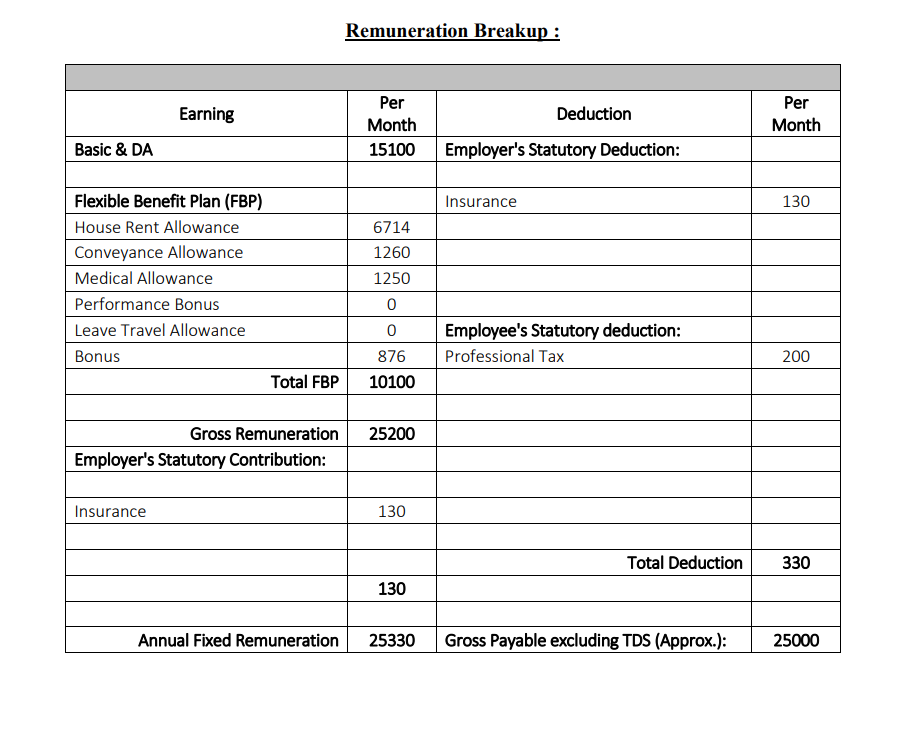 Remuneration Breakup :
Earning Per Month Deduction Per Month
Basic & DA 15100 Employer's Statutory Deduction:
Flexible Benefit Plan (FBP) Insurance 130
House Rent Allowance 6714
Conveyance Allowance 1260
Medical Allowance 1250
Performance Bonus 0
Leave Travel Allowance 0 Employee's Statutory deduction:
Bonus 876 Professional Tax 200
Total FBP 10100
Gross Remuneration 25200
Employer's Statutory Contribution:
Insurance 130
Total Deduction 330
130
Annual Fixed Remuneration 25330 Gross Payable excluding TDS (Approx.): 25000